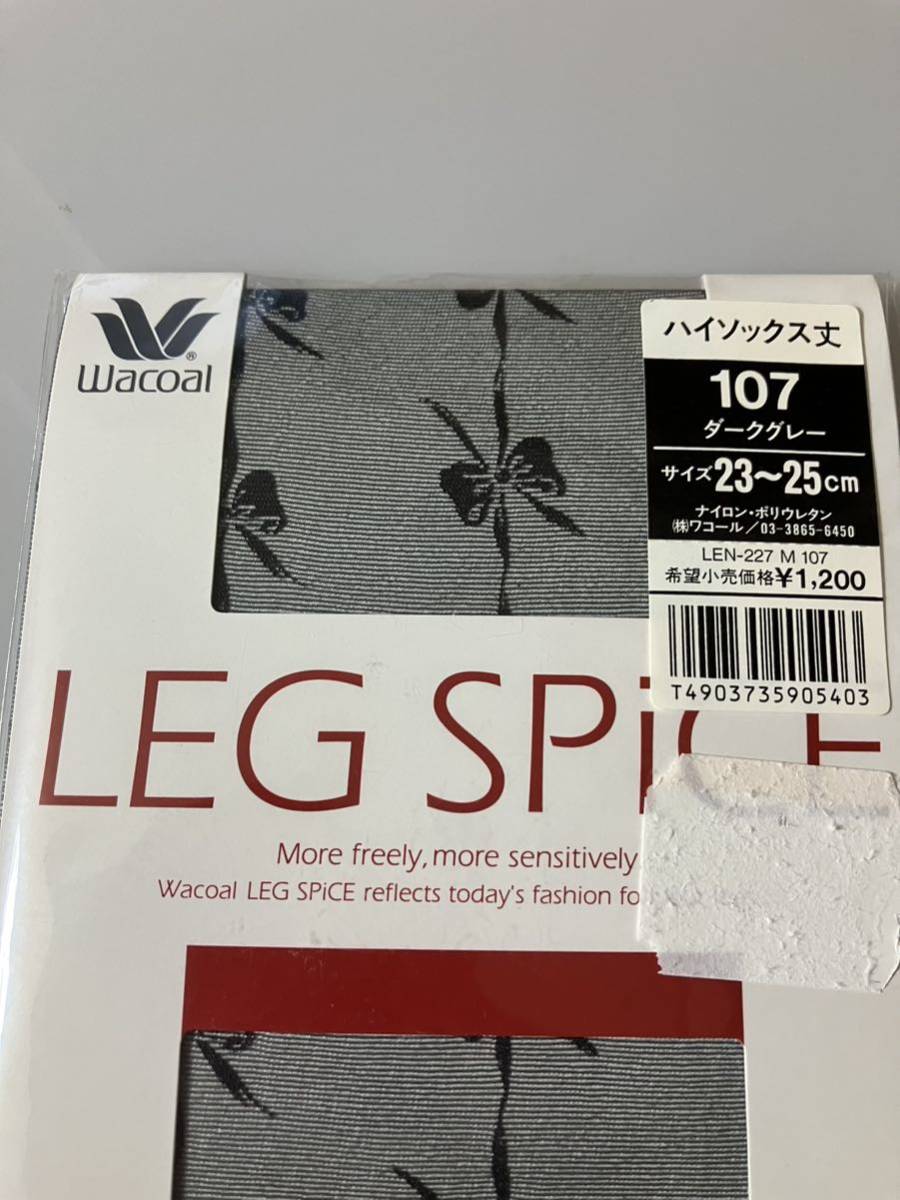 Wacoal®
ハイソックス丈
107
ダークグレー
サイズ 23〜25cm
ナイロン・ポリウレタン
(株)ワコール/03-3865-6450
LEN-227 M 107
希望小売価格¥1,200
T4903735905403
LEG SPiCE
More freely, more sensitively
Wacoal LEG SPiCE reflects today's fashion